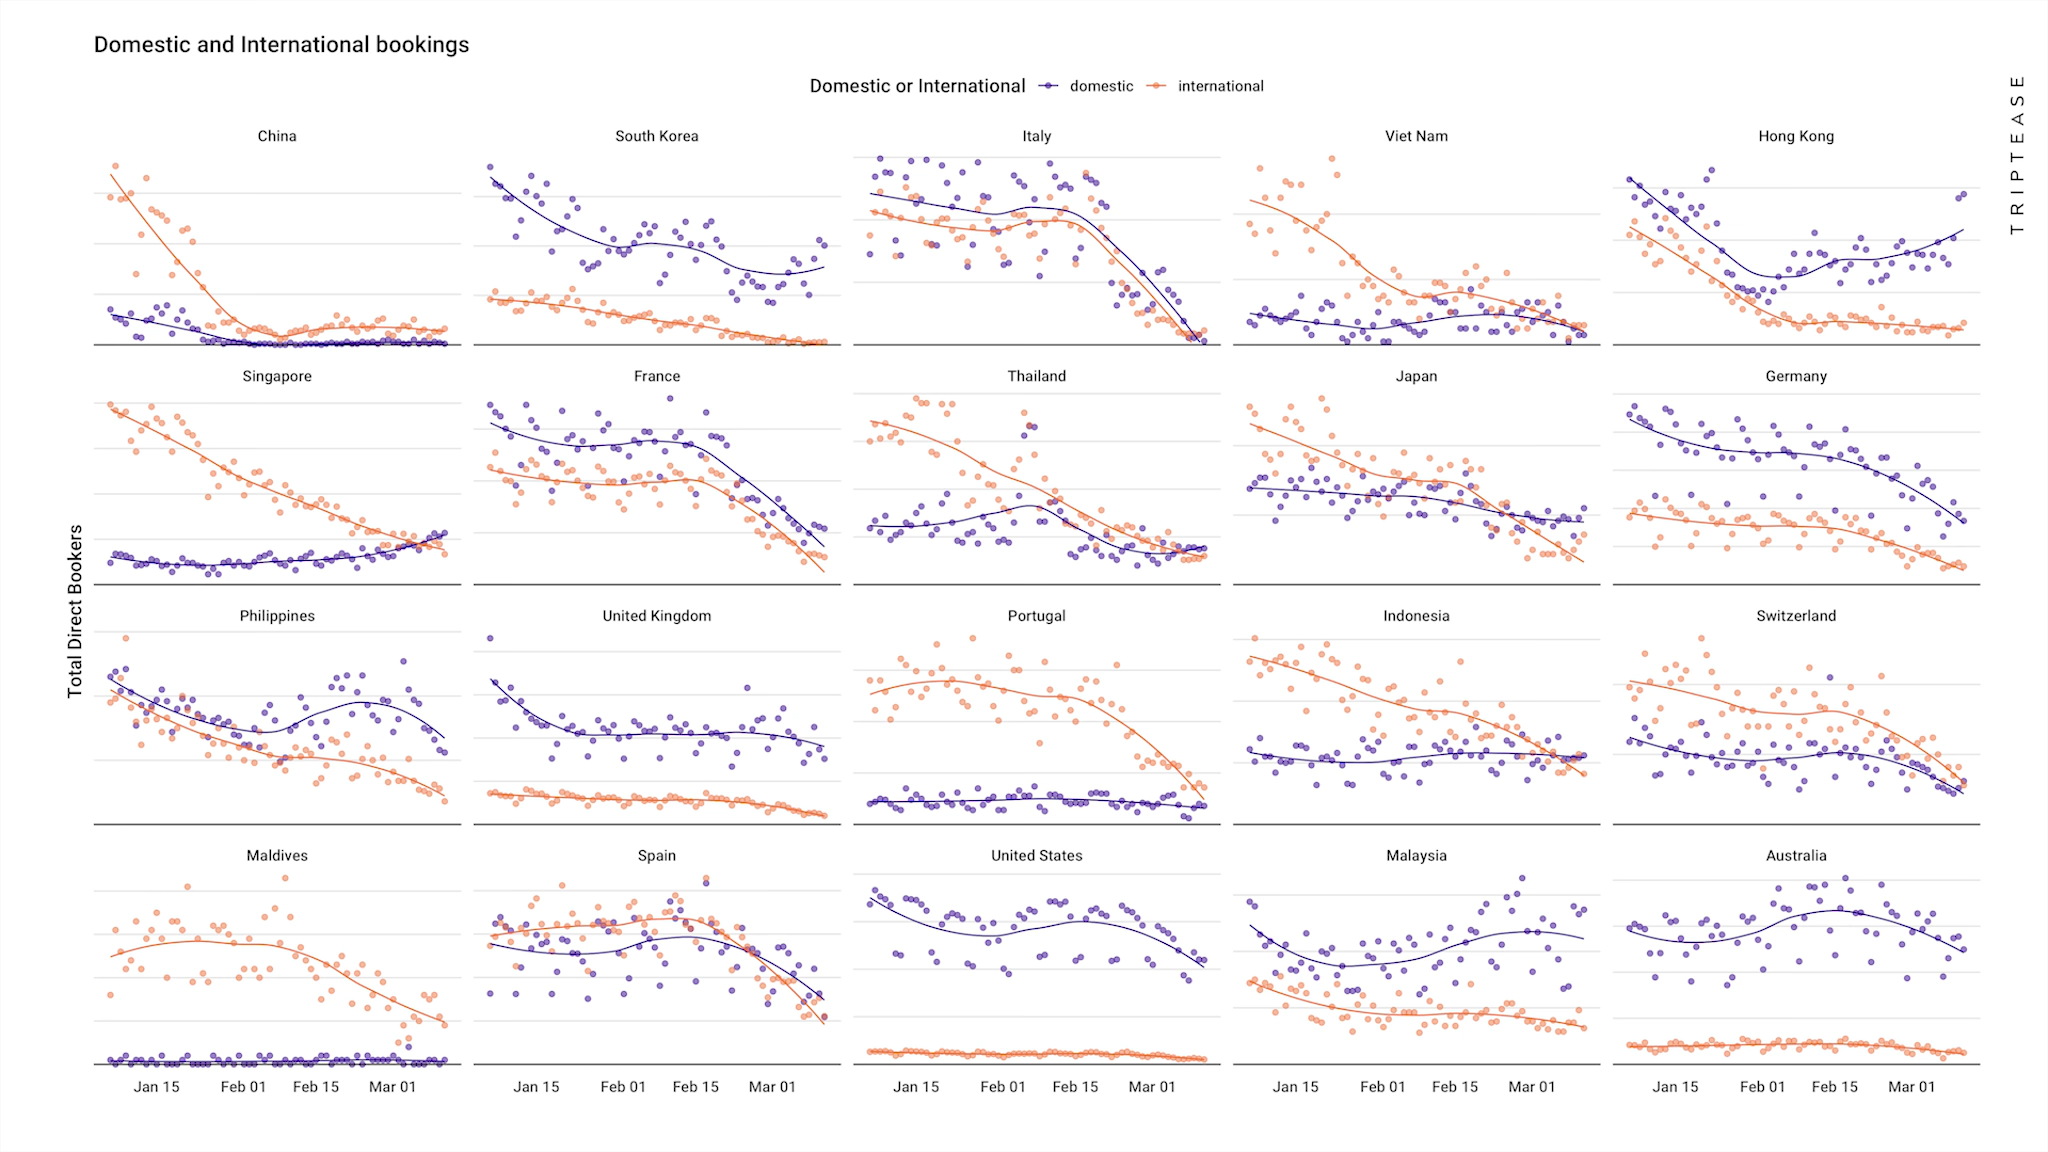 Domestic and International bookings
Domestic or International domestic international
TRIPTEASE
Total Direct Bookers
China South Korea Italy Viet Nam Hong Kong
Singapore France Thailand Japan Germany
Philippines United Kingdom Portugal Indonesia Switzerland
Maldives Spain United States Malaysia Australia
Jan 15 Feb 01 Feb 15 Mar 01 Jan 15 Feb 01 Feb 15 Mar 01 Jan 15 Feb 01 Feb 15 Mar 01 Jan 15 Feb 01 Feb 15 Mar 01 Jan 15 Feb 01 Feb 15 Mar 01